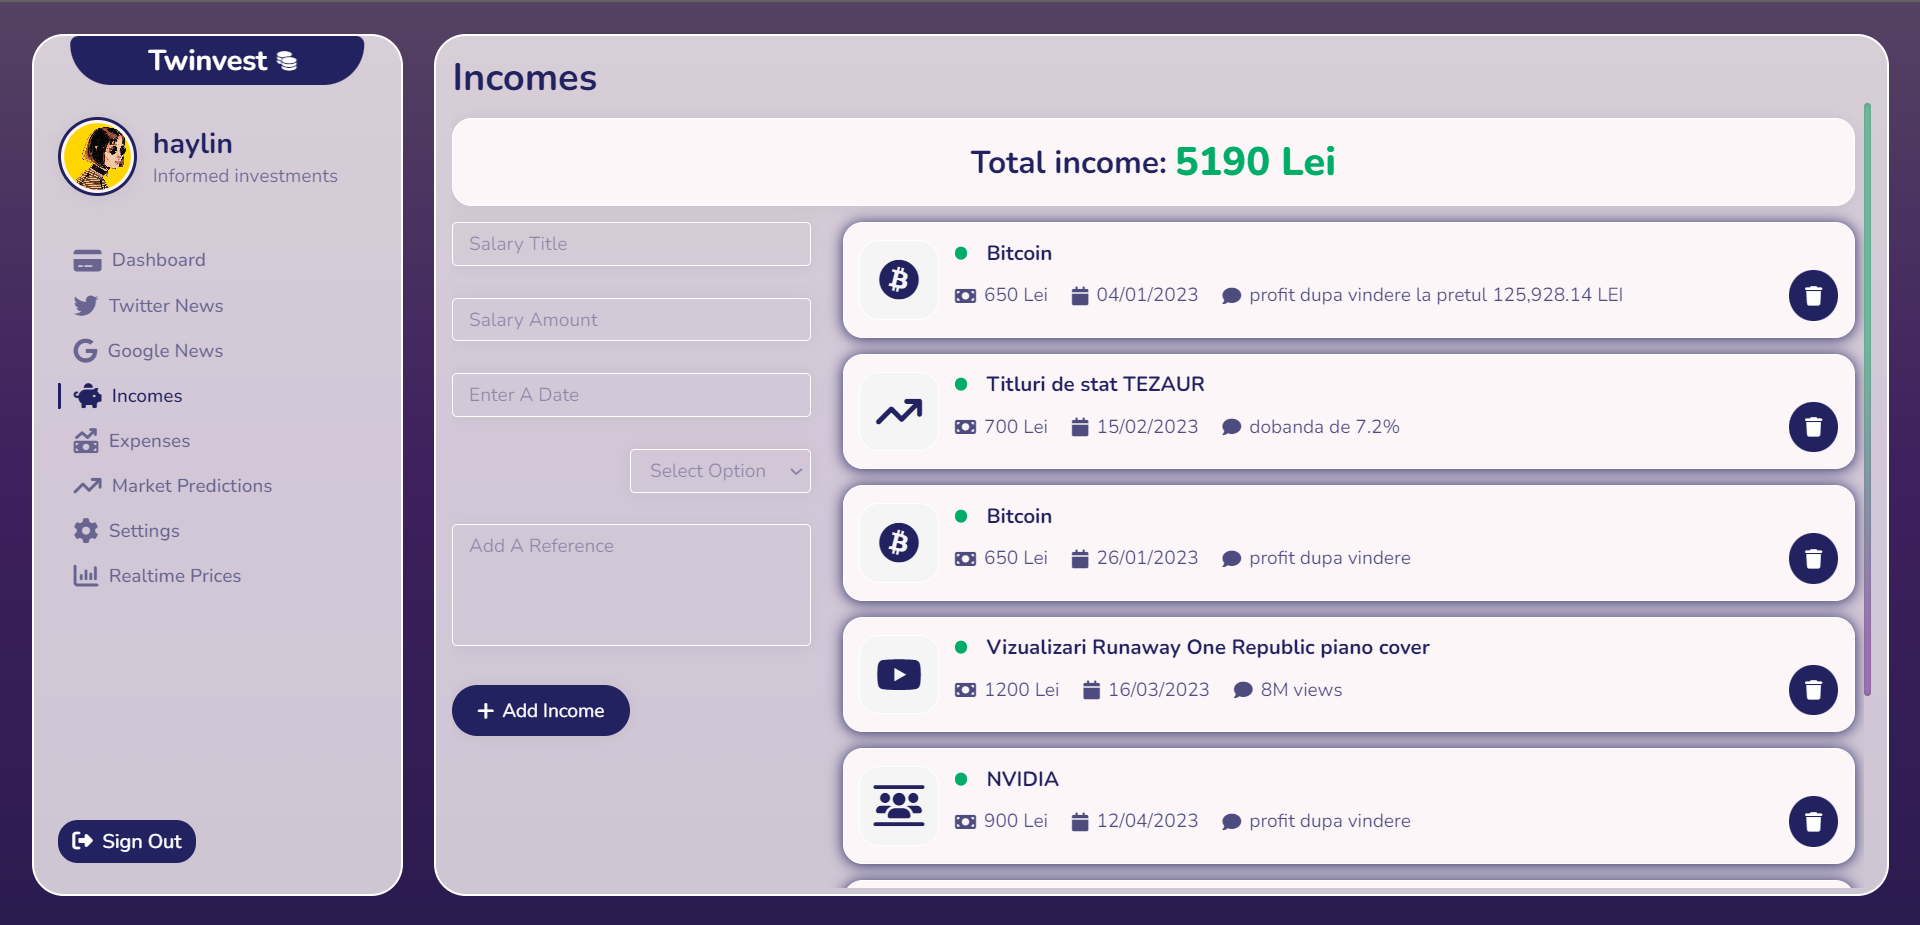 Twinvest
haylin
Informed investments
Dashboard
Twitter News
Google News
Incomes
Expenses
Market Predictions
Settings
Realtime Prices
Sign Out
Incomes
Total income: 5190 Lei
Salary Title
Salary Amount
Enter A Date
Select Option
Add A Reference
Add Income
Bitcoin
650 Lei 04/01/2023 profit dupa vindere la pretul 125,928.14 LEI
Titluri de stat TEZAUR
700 Lei 15/02/2023 dobanda de 7.2%
Bitcoin
650 Lei 26/01/2023 profit dupa vindere
Vizualizari Runaway One Republic piano cover
1200 Lei 16/03/2023 8M views
NVIDIA
900 Lei 12/04/2023 profit dupa vindere